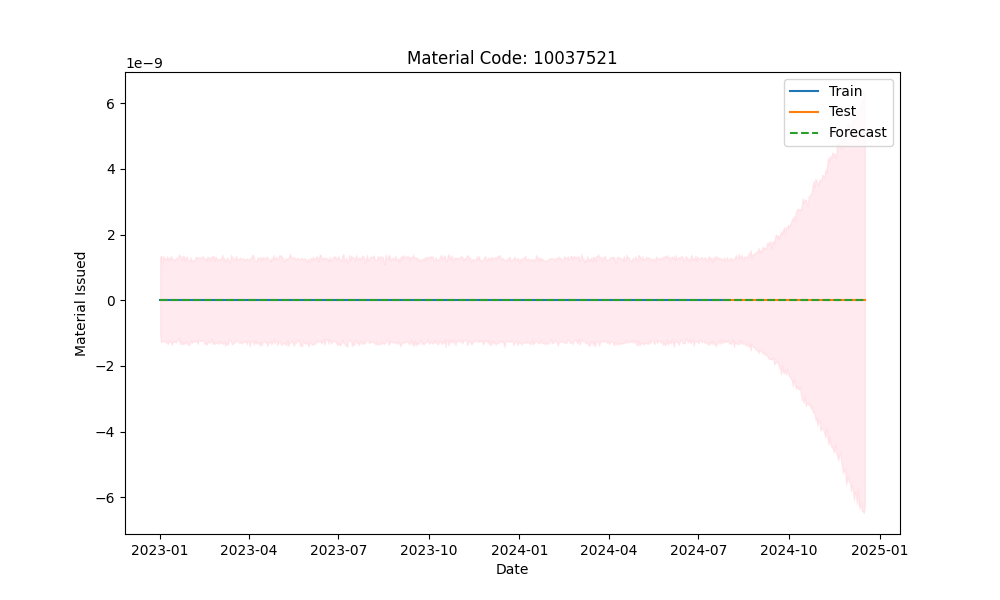 Material Code: 10037521
1e−9
Train
Test
Forecast
6
4
2
0
−2
−4
−6
Material Issued
2023-01 2023-04 2023-07 2023-10 2024-01 2024-04 2024-07 2024-10 2025-01
Date